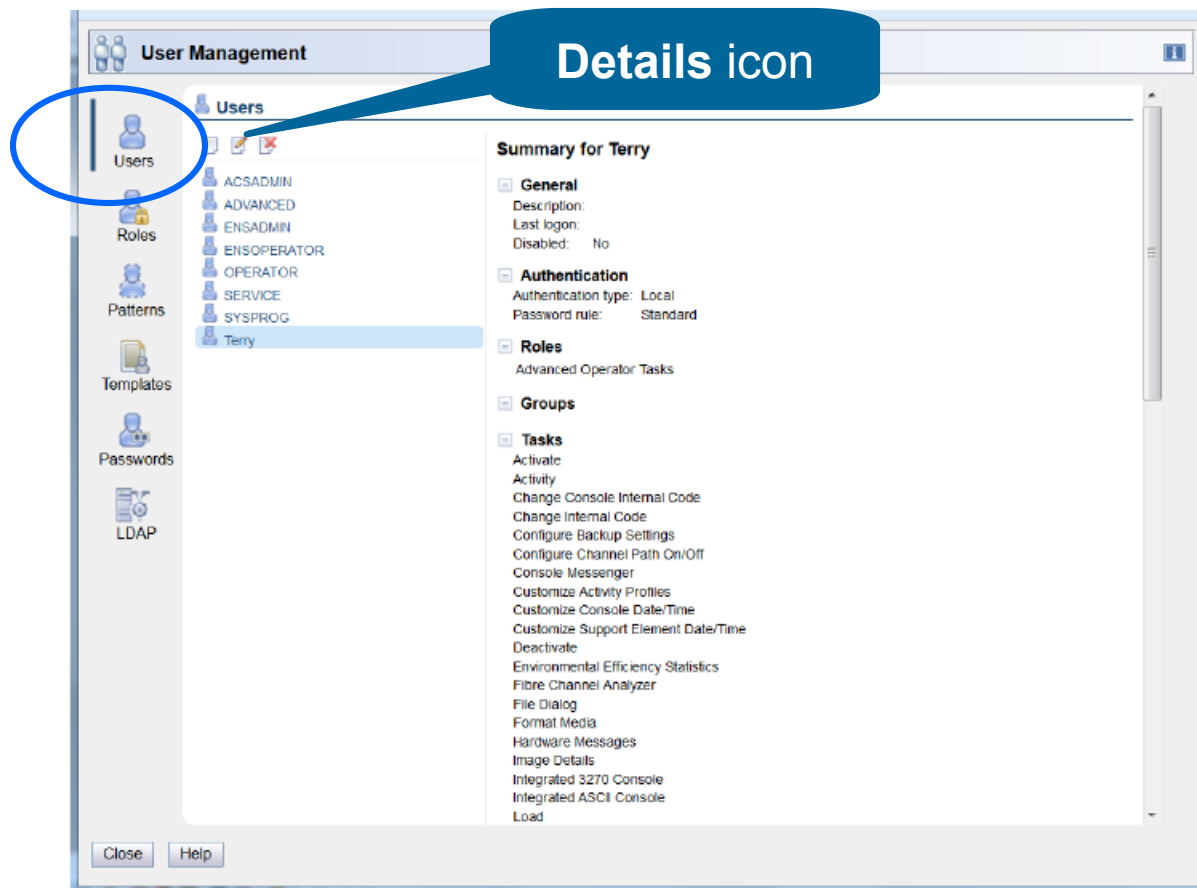 User Management
Details icon
Users
Roles
Patterns
Templates
Passwords
LDAP
Users
ACSADMIN
ADVANCED
ENSADMIN
ENSOPERATOR
OPERATOR
SERVICE
SYSPROG
Terry
Summary for Terry
General
Description:
Last logon:
Disabled: No
Authentication
Authentication type: Local
Password rule: Standard
Roles
Advanced Operator Tasks
Groups
Tasks
Activate
Activity
Change Console Internal Code
Change Internal Code
Configure Backup Settings
Configure Channel Path On/Off
Console Messenger
Customize Activity Profiles
Customize Console Date/Time
Customize Support Element Date/Time
Deactivate
Environmental Efficiency Statistics
Fibre Channel Analyzer
File Dialog
Format Media
Hardware Messages
Image Details
Integrated 3270 Console
Integrated ASCII Console
Load
Close
Help